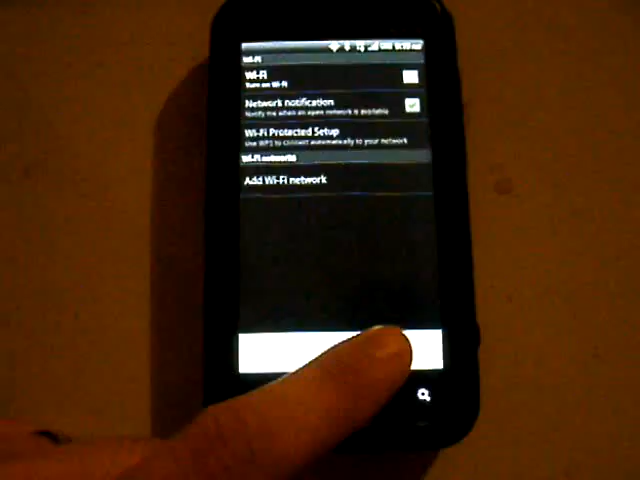 Wi-Fi
Wi-Fi
Turn on Wi-Fi
Network notification
Notify me when an open network is available
Wi-Fi Protected Setup
Use WPS to connect automatically to your network
Wi-Fi networks
Add Wi-Fi network